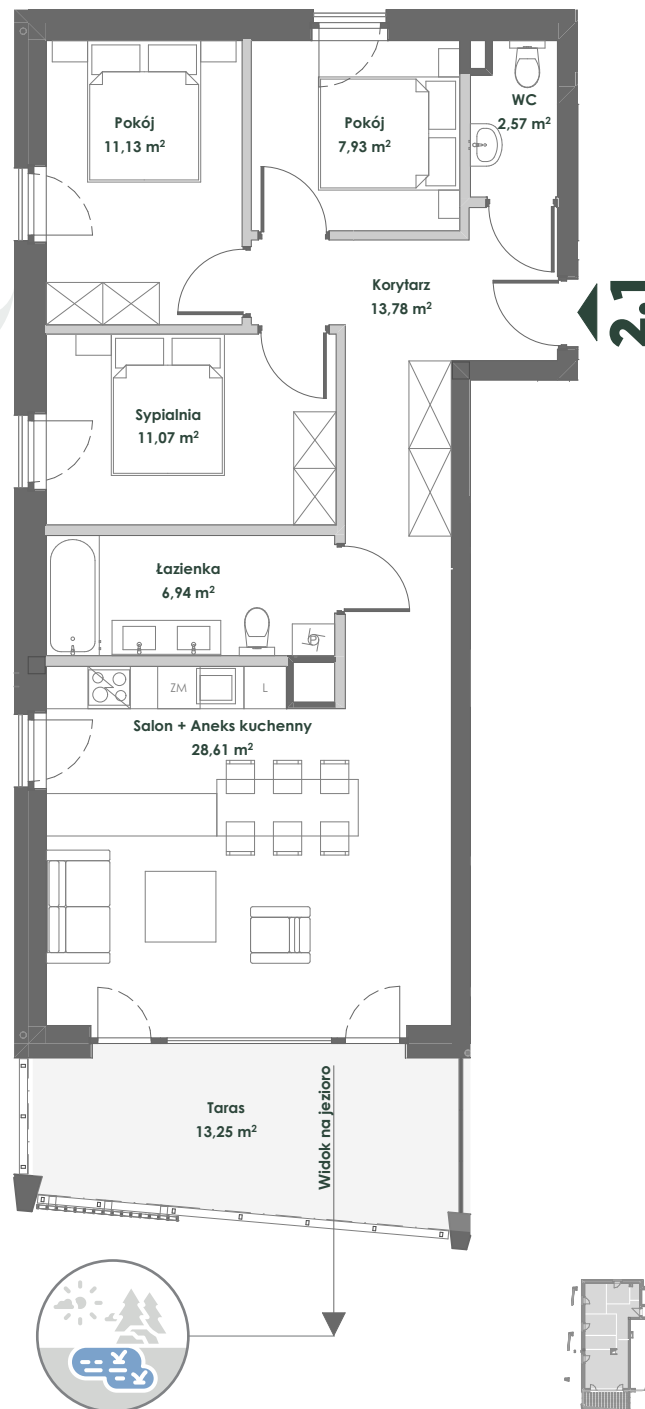 Pokój
11,13 m²
Pokój
7,93 m²
WC
2,57 m²
Korytarz
13,78 m²
2.1
Sypialnia
11,07 m²
Łazienka
6,94 m²
ZM
L
Salon + Aneks kuchenny
28,61 m²
Taras
13,25 m²
Widok na jezioro